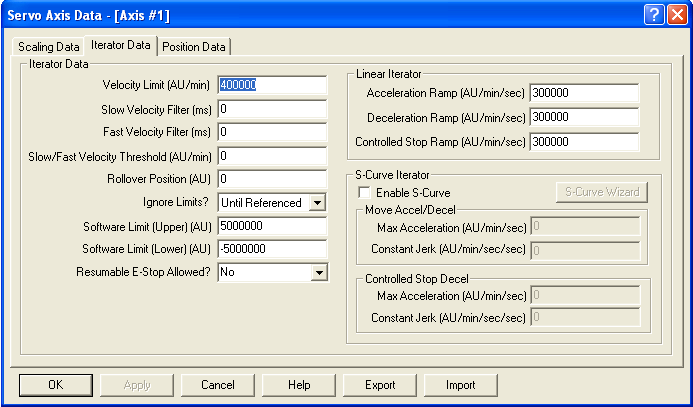 Servo Axis Data - [Axis #1]
Scaling Data Iterator Data Position Data
Iterator Data
Velocity Limit (AU/min) 400000
Slow Velocity Filter (ms) 0
Fast Velocity Filter (ms) 0
Slow/Fast Velocity Threshold (AU/min) 0
Rollover Position (AU) 0
Ignore Limits? Until Referenced
Software Limit (Upper) (AU) 5000000
Software Limit (Lower) (AU) -5000000
Resumable E-Stop Allowed? No
Linear Iterator
Acceleration Ramp (AU/min/sec) 300000
Deceleration Ramp (AU/min/sec) 300000
Controlled Stop Ramp (AU/min/sec) 300000
S-Curve Iterator
Enable S-Curve S-Curve Wizard
Move Accel/Decel
Max Acceleration (AU/min/sec) 0
Constant Jerk (AU/min/sec/sec) 0
Controlled Stop Decel
Max Acceleration (AU/min/sec) 0
Constant Jerk (AU/min/sec/sec) 0
OK Apply Cancel Help Export Import